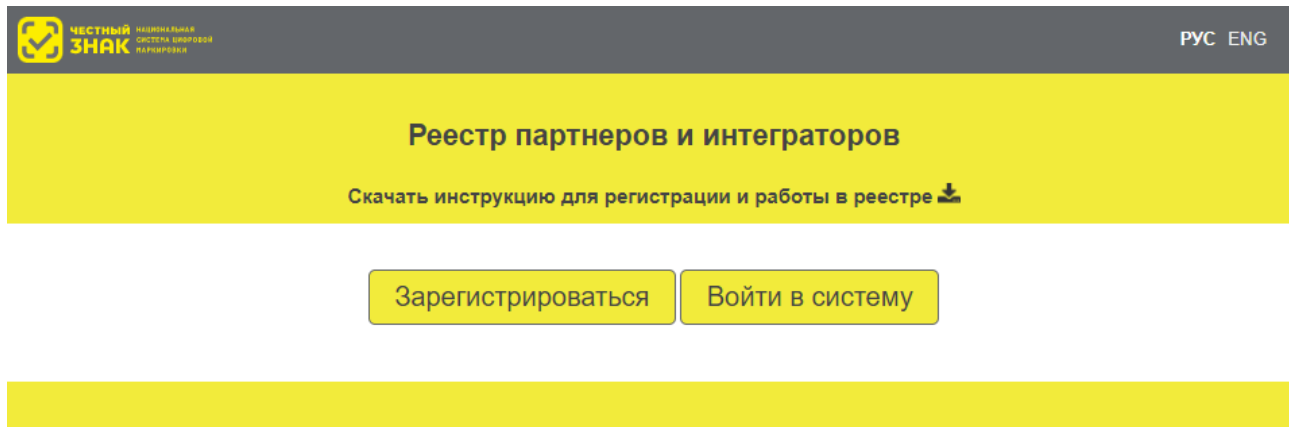 ЧЕСТНЫЙ НАЦИОНАЛЬНАЯ
ЗНАК СИСТЕМА ЦИФРОВОЙ
МАРКИРОВКИ
РУС ENG
Реестр партнеров и интеграторов
Скачать инструкцию для регистрации и работы в реестре
Зарегистрироваться Войти в систему